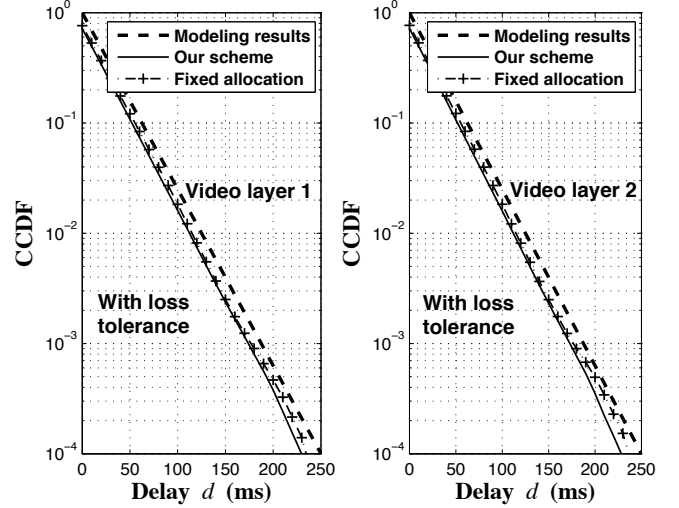 10^0
10^-1
10^-2
10^-3
10^-4
CCDF
Modeling results
Our scheme
Fixed allocation
Video layer 1
With loss
tolerance
0 50 100 150 200 250
Delay d (ms)
10^0
10^-1
10^-2
10^-3
10^-4
CCDF
Modeling results
Our scheme
Fixed allocation
Video layer 2
With loss
tolerance
0 50 100 150 200 250
Delay d (ms)